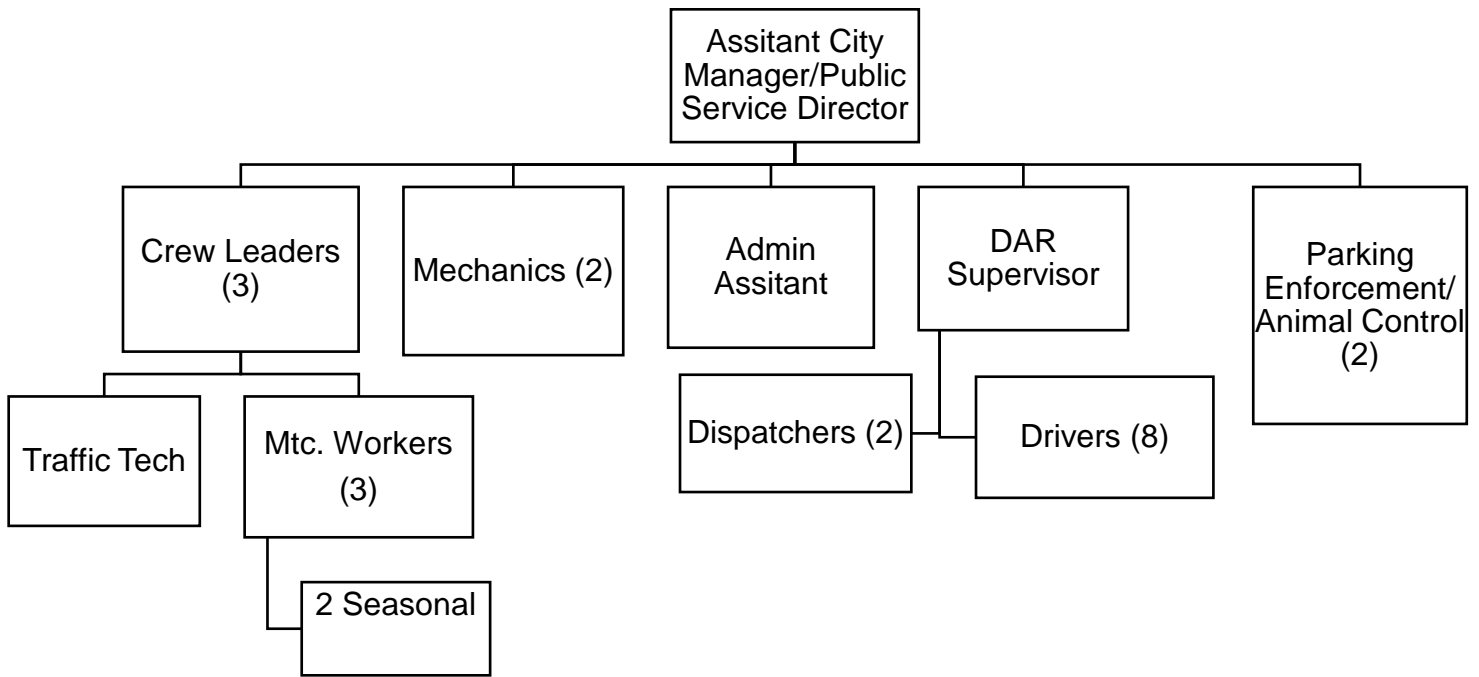 Assitant City
Manager/Public
Service Director
Crew Leaders
(3)
Mechanics (2)
Admin
Assitant
DAR
Supervisor
Parking
Enforcement/
Animal Control
(2)
Traffic Tech
Mtc. Workers
(3)
Dispatchers (2)
Drivers (8)
2 Seasonal